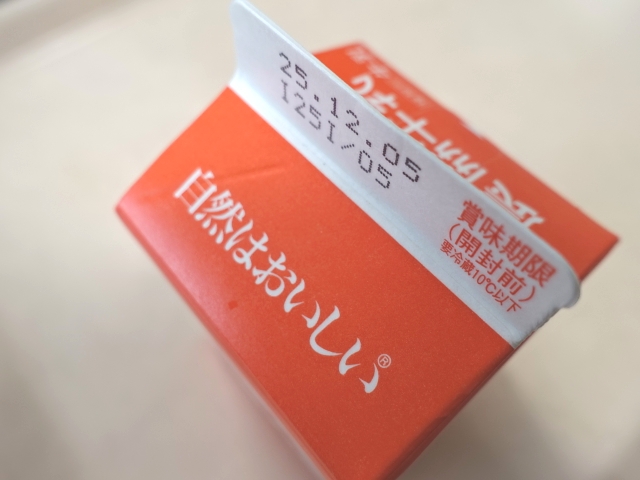 25.12.05
1251/05
賞味期限
(開封前)
要冷蔵10℃以下
自然はおいしい®